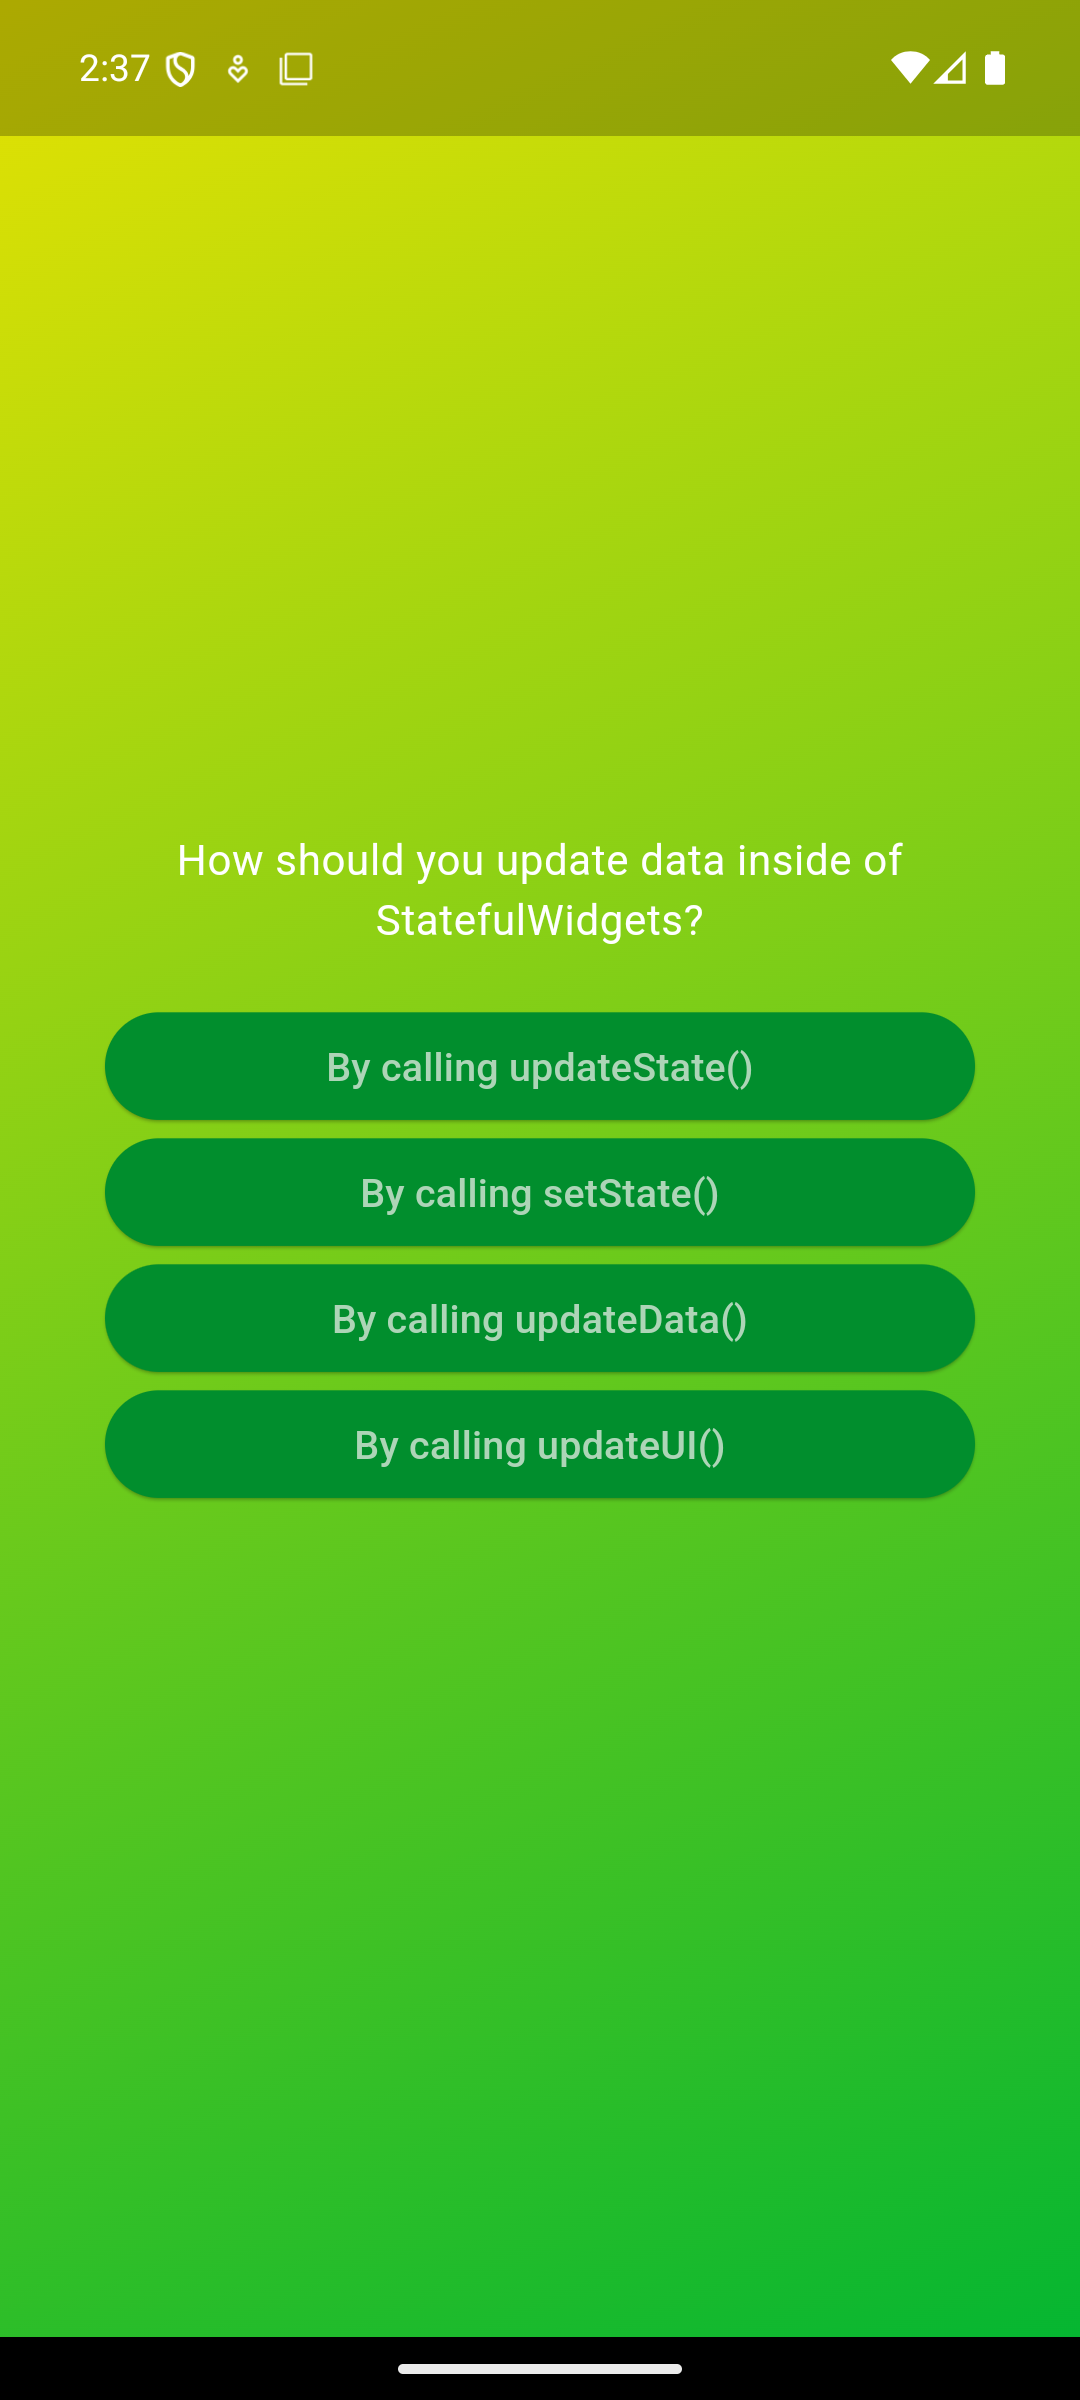 2:37
How should you update data inside of
StatefulWidgets?
By calling updateState()
By calling setState()
By calling updateData()
By calling updateUI()